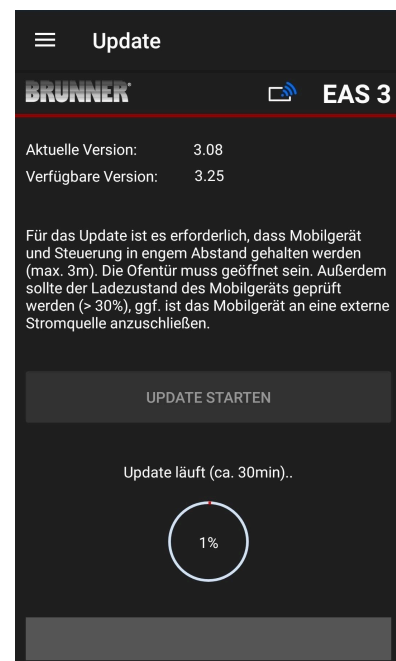 Update
BRUNNER
EAS 3
Aktuelle Version: 3.08
Verfügbare Version: 3.25
Für das Update ist es erforderlich, dass Mobilgerät
und Steuerung in engem Abstand gehalten werden
(max. 3m). Die Ofentür muss geöffnet sein. Außerdem
sollte der Ladezustand des Mobilgeräts geprüft
werden (> 30%), ggf. ist das Mobilgerät an eine externe
Stromquelle anzuschließen.
UPDATE STARTEN
Update läuft (ca. 30min)..
1%